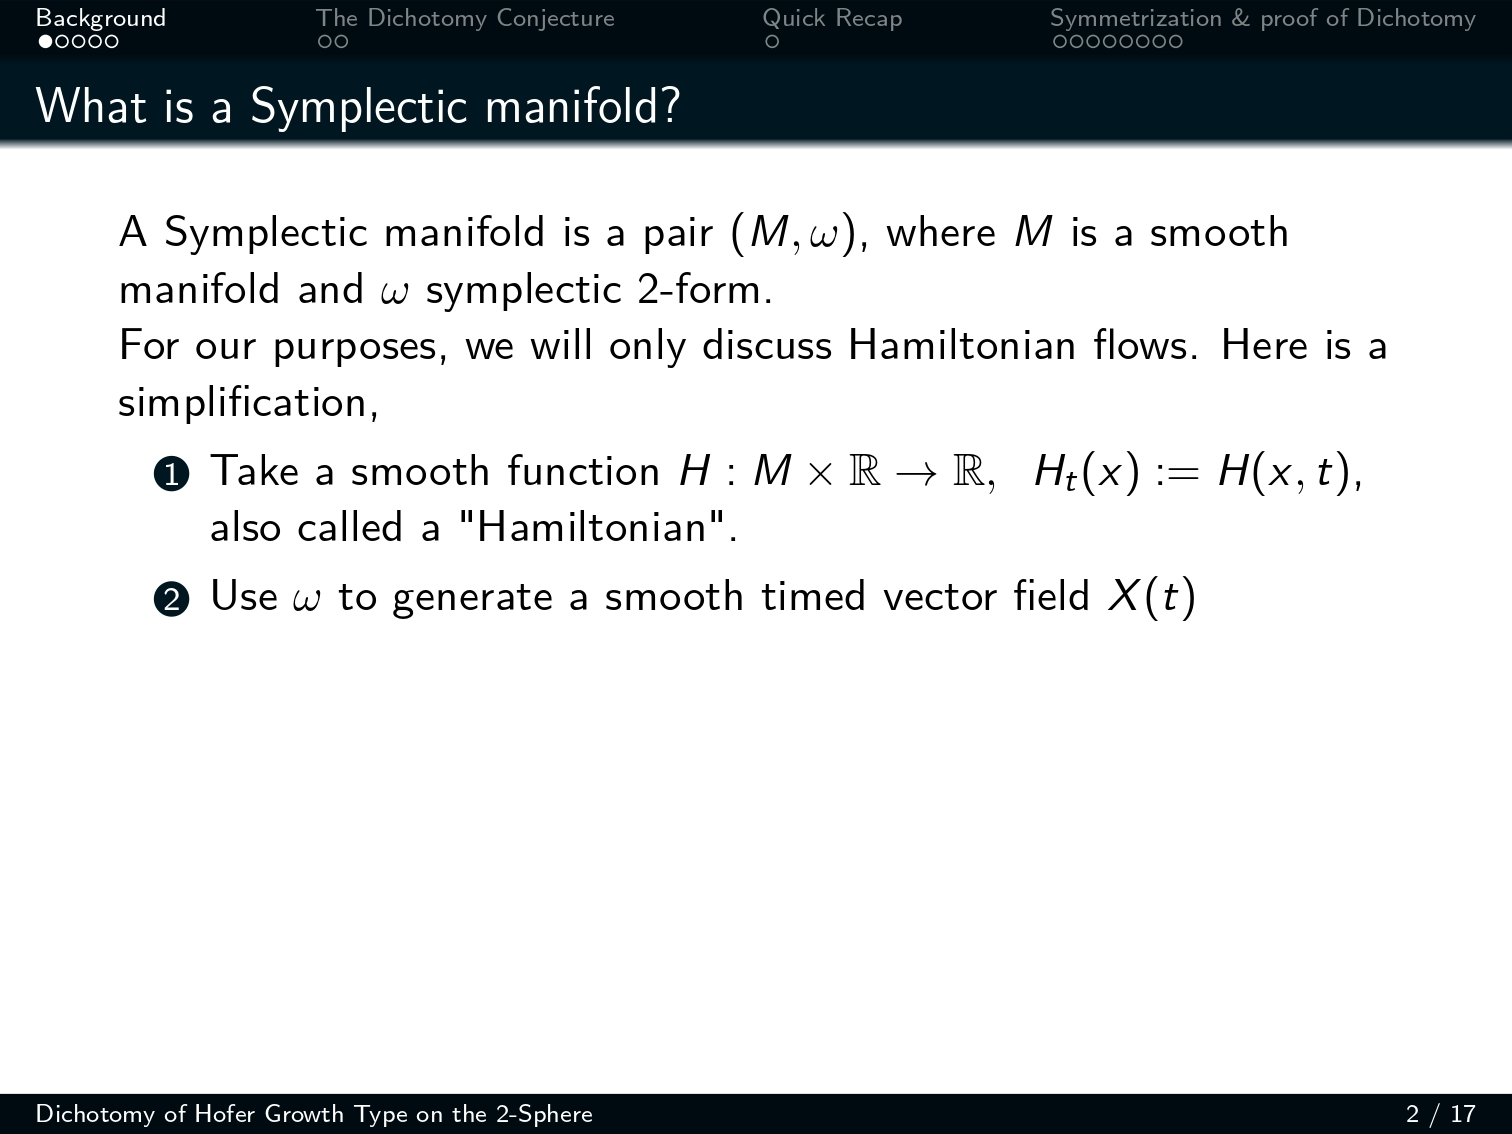 Background
The Dichotomy Conjecture
Quick Recap
Symmetrization & proof of Dichotomy
What is a Symplectic manifold?
A Symplectic manifold is a pair (M, ω), where M is a smooth
manifold and ω symplectic 2-form.
For our purposes, we will only discuss Hamiltonian flows. Here is a
simplification,
1 Take a smooth function H : M × ℝ → ℝ, Hₜ(x) := H(x, t),
also called a "Hamiltonian".
2 Use ω to generate a smooth timed vector field X(t)
Dichotomy of Hofer Growth Type on the 2-Sphere
2 / 17